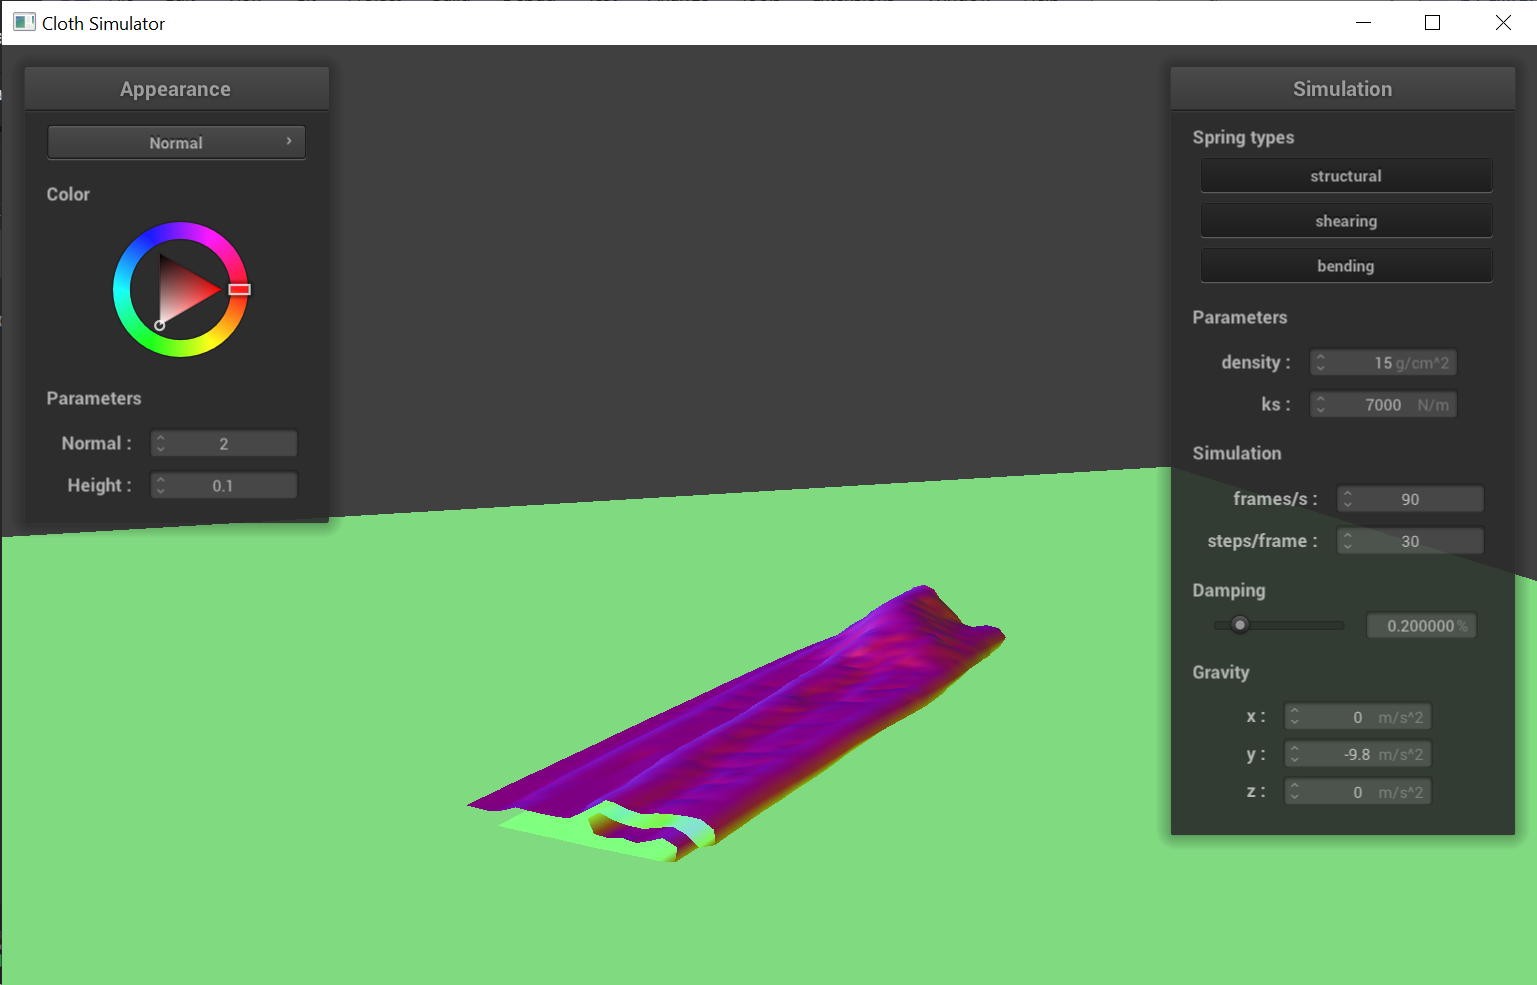 Cloth Simulator
Appearance
Normal
Color
Parameters
Normal : 2
Height : 0.1
Simulation
Spring types
structural
shearing
bending
Parameters
density : 15 g/cm^2
ks : 7000 N/m
Simulation
frames/s : 90
steps/frame : 30
Damping
0.200000 %
Gravity
x : 0 m/s^2
y : -9.8 m/s^2
z : 0 m/s^2